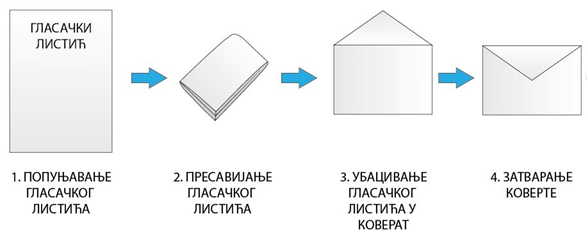 ГЛАСАЧКИ
ЛИСТИЋ
1. ПОПУЊАВАЊЕ
ГЛАСАЧКОГ
ЛИСТИЋА
2. ПРЕСАВИЈАЊЕ
ГЛАСАЧКОГ
ЛИСТИЋА
3. УБАЦИВАЊЕ
ГЛАСАЧКОГ
ЛИСТИЋА У
КОВЕРАТ
4. ЗАТВАРАЊЕ
КОВЕРТЕ